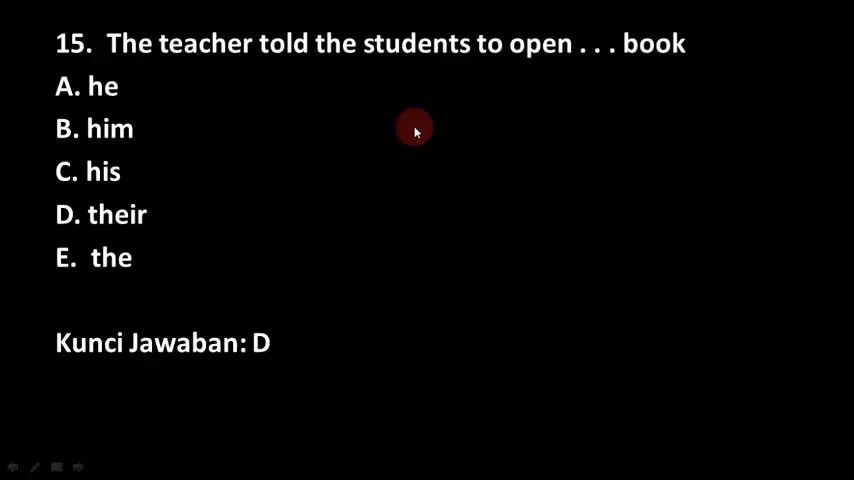 15. The teacher told the students to open . . . book
A. he
B. him
C. his
D. their
E. the
Kunci Jawaban: D